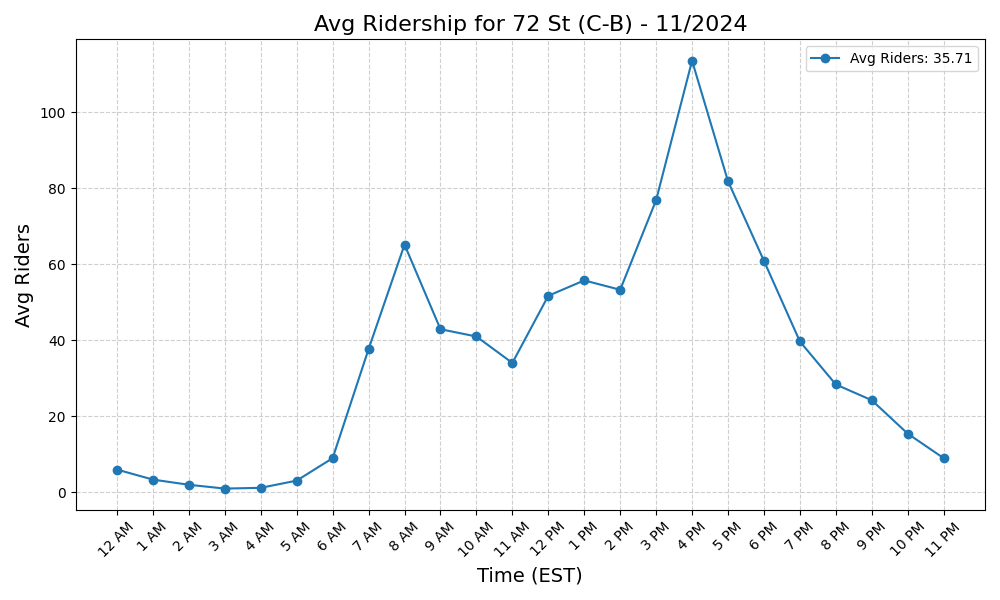 Avg Ridership for 72 St (C-B) - 11/2024
Avg Riders: 35.71
Avg Riders
100
80
60
40
20
0
12 AM
1 AM
2 AM
3 AM
4 AM
5 AM
6 AM
7 AM
8 AM
9 AM
10 AM
11 AM
12 PM
1 PM
2 PM
3 PM
4 PM
5 PM
6 PM
7 PM
8 PM
9 PM
10 PM
11 PM
Time (EST)